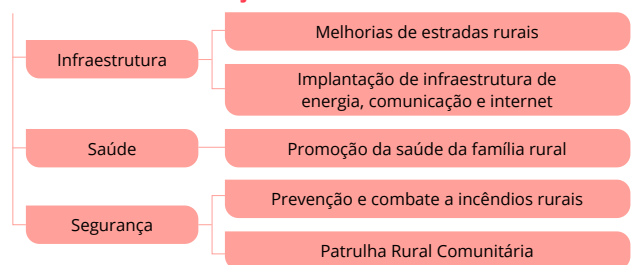 Infraestrutura
Melhorias de estradas rurais
Implantação de infraestrutura de
energia, comunicação e internet
Saúde
Promoção da saúde da família rural
Segurança
Prevenção e combate a incêndios rurais
Patrulha Rural Comunitária